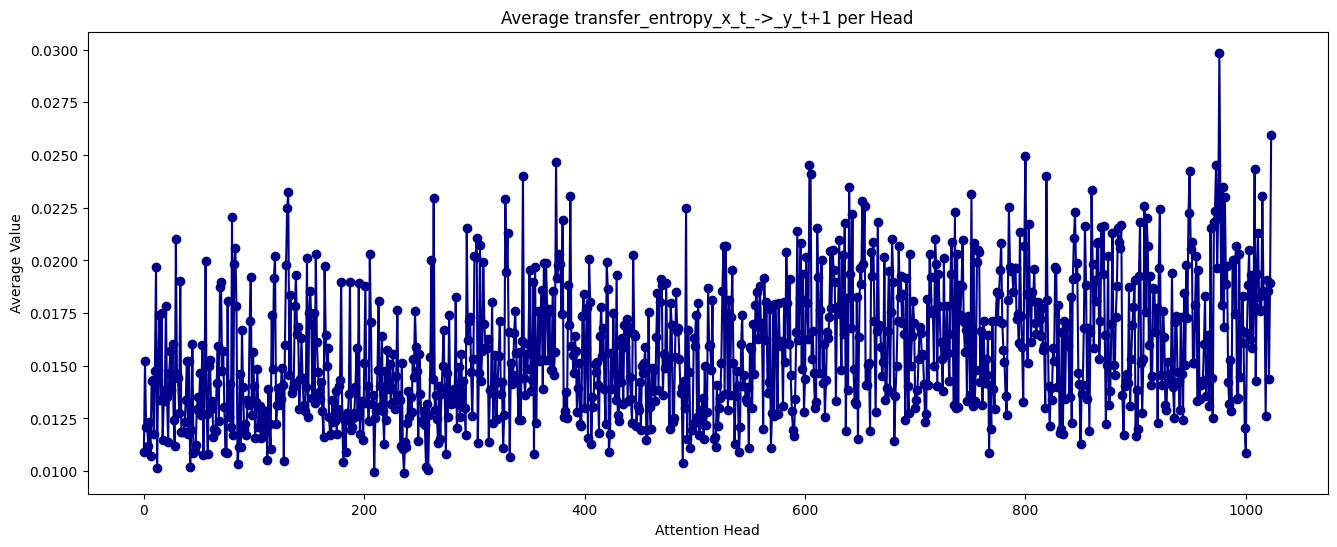 Average transfer_entropy_x_t_->_y_t+1 per Head
0.0300
0.0275
0.0250
0.0225
0.0200
0.0175
0.0150
0.0125
0.0100
Average Value
0 200 400 600 800 1000
Attention Head